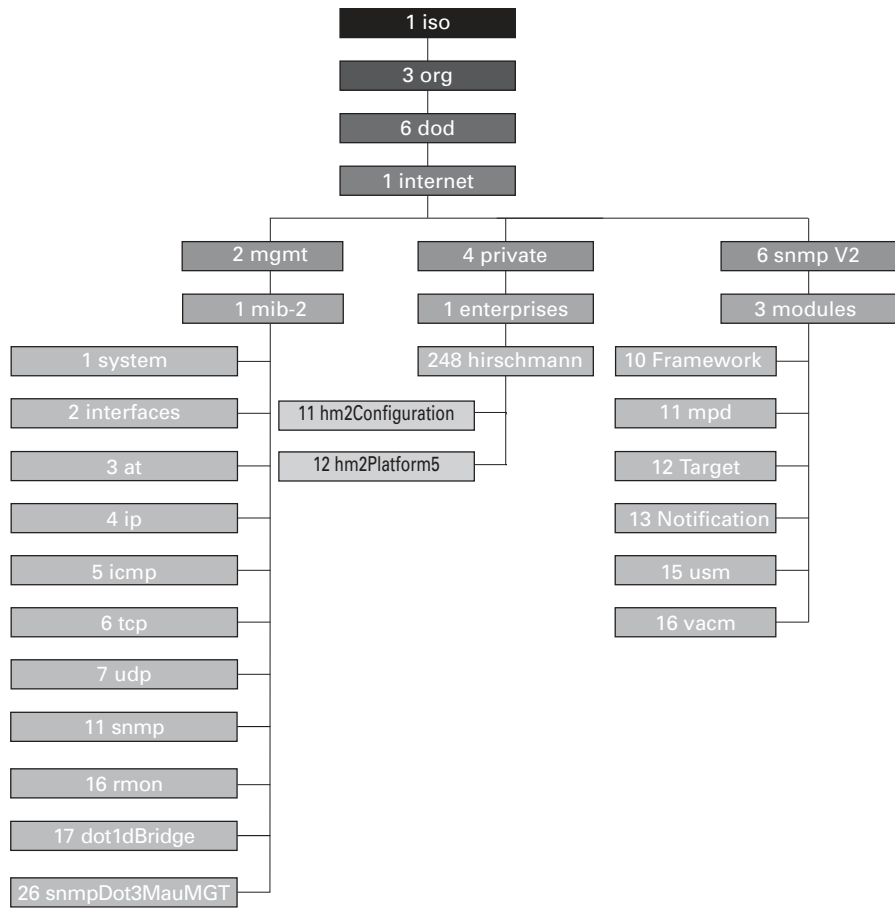 1 iso
3 org
6 dod
1 internet
2 mgmt
4 private
6 snmp V2
1 mib-2
1 enterprises
3 modules
1 system
248 hirschmann
10 Framework
2 interfaces
11 hm2Configuration
11 mpd
3 at
12 hm2Platform5
12 Target
4 ip
13 Notification
5 icmp
15 usm
6 tcp
16 vacm
7 udp
11 snmp
16 rmon
17 dot1dBridge
26 snmpDot3MauMGT